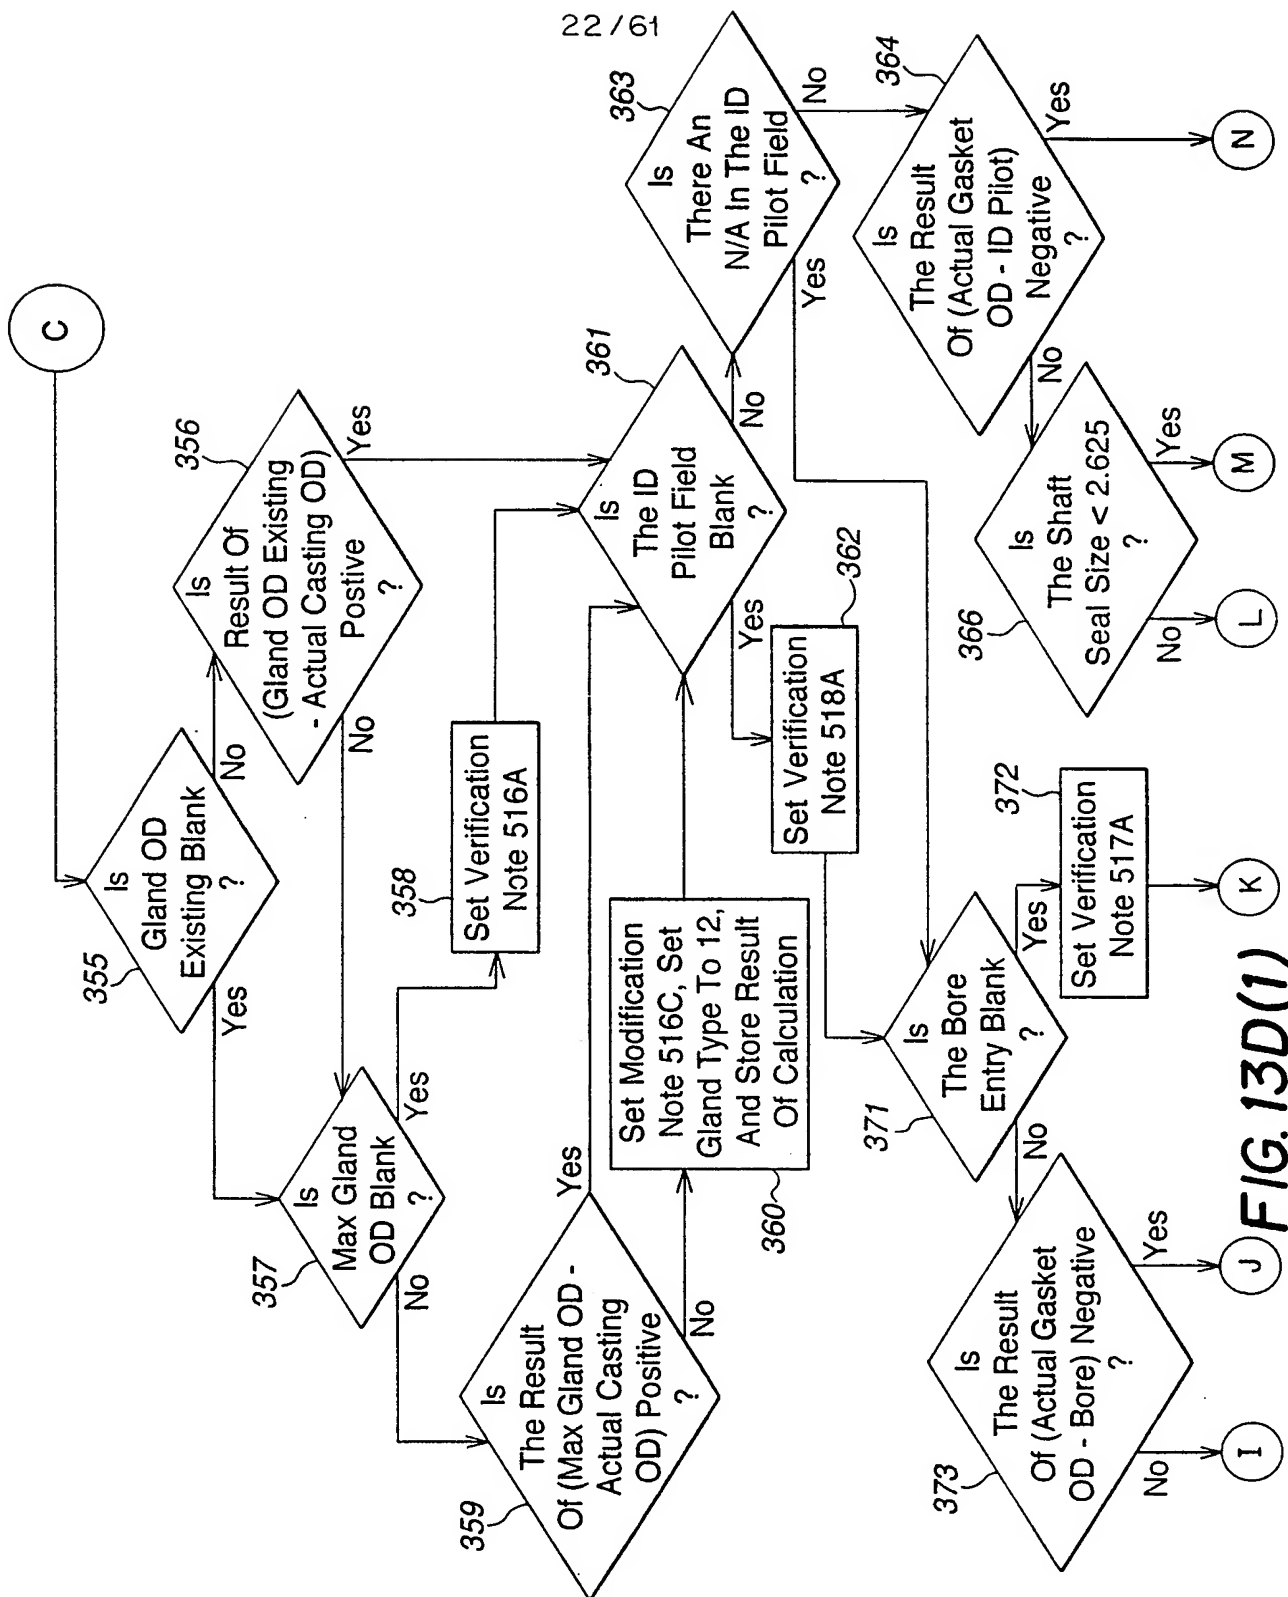 22/61
C
355
Is
Gland OD
Existing Blank
?
Yes
No
356
Is
Result Of
(Gland OD Existing
- Actual Casting OD)
Postive
?
Yes
No
357
Is
Max Gland
OD Blank
?
Yes
No
358
Set Verification
Note 516A
359
Is
The Result
Of (Max Gland OD -
Actual Casting
OD) Positive
?
Yes
No
Set Modification
Note 516C, Set
Gland Type To 12,
And Store Result
Of Calculation
360
361
Is
The ID
Pilot Field
Blank
?
No
Yes
362
Set Verification
Note 518A
363
Is
There An
N/A In The ID
Pilot Field
?
No
Yes
364
Is
The Result
Of (Actual Gasket
OD - ID Pilot)
Negative
?
Yes
No
366
Is
The Shaft
Seal Size < 2.625
?
Yes
No
371
Is
The Bore
Entry Blank
?
Yes
No
372
Set Verification
Note 517A
373
Is
The Result
Of (Actual Gasket
OD - Bore) Negative
?
Yes
No
I
J
K
L
M
N
FIG. 13D(1)